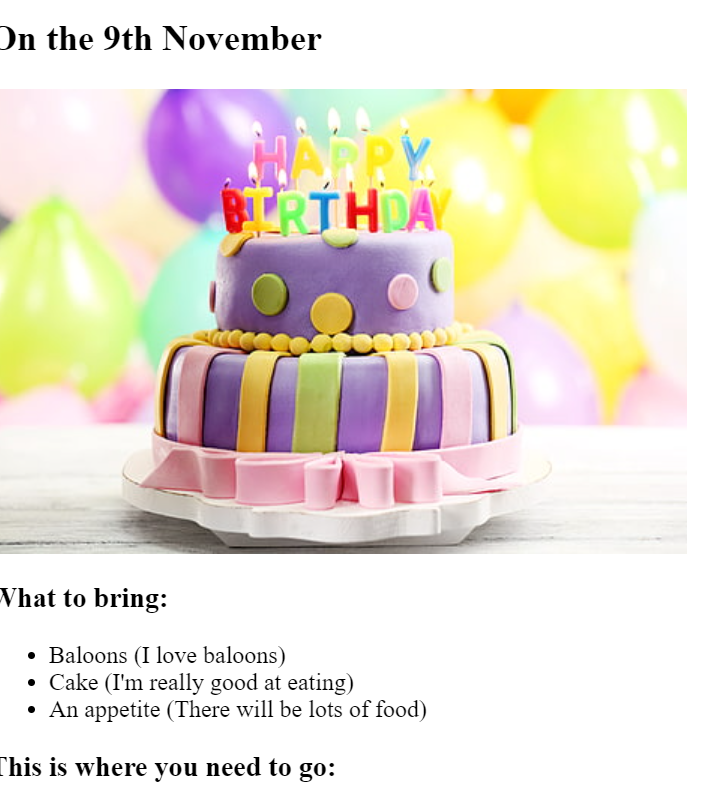 On the 9th November
HAPPY
BIRTHDAY
What to bring:
Baloons (I love baloons)
Cake (I'm really good at eating)
An appetite (There will be lots of food)
This is where you need to go: